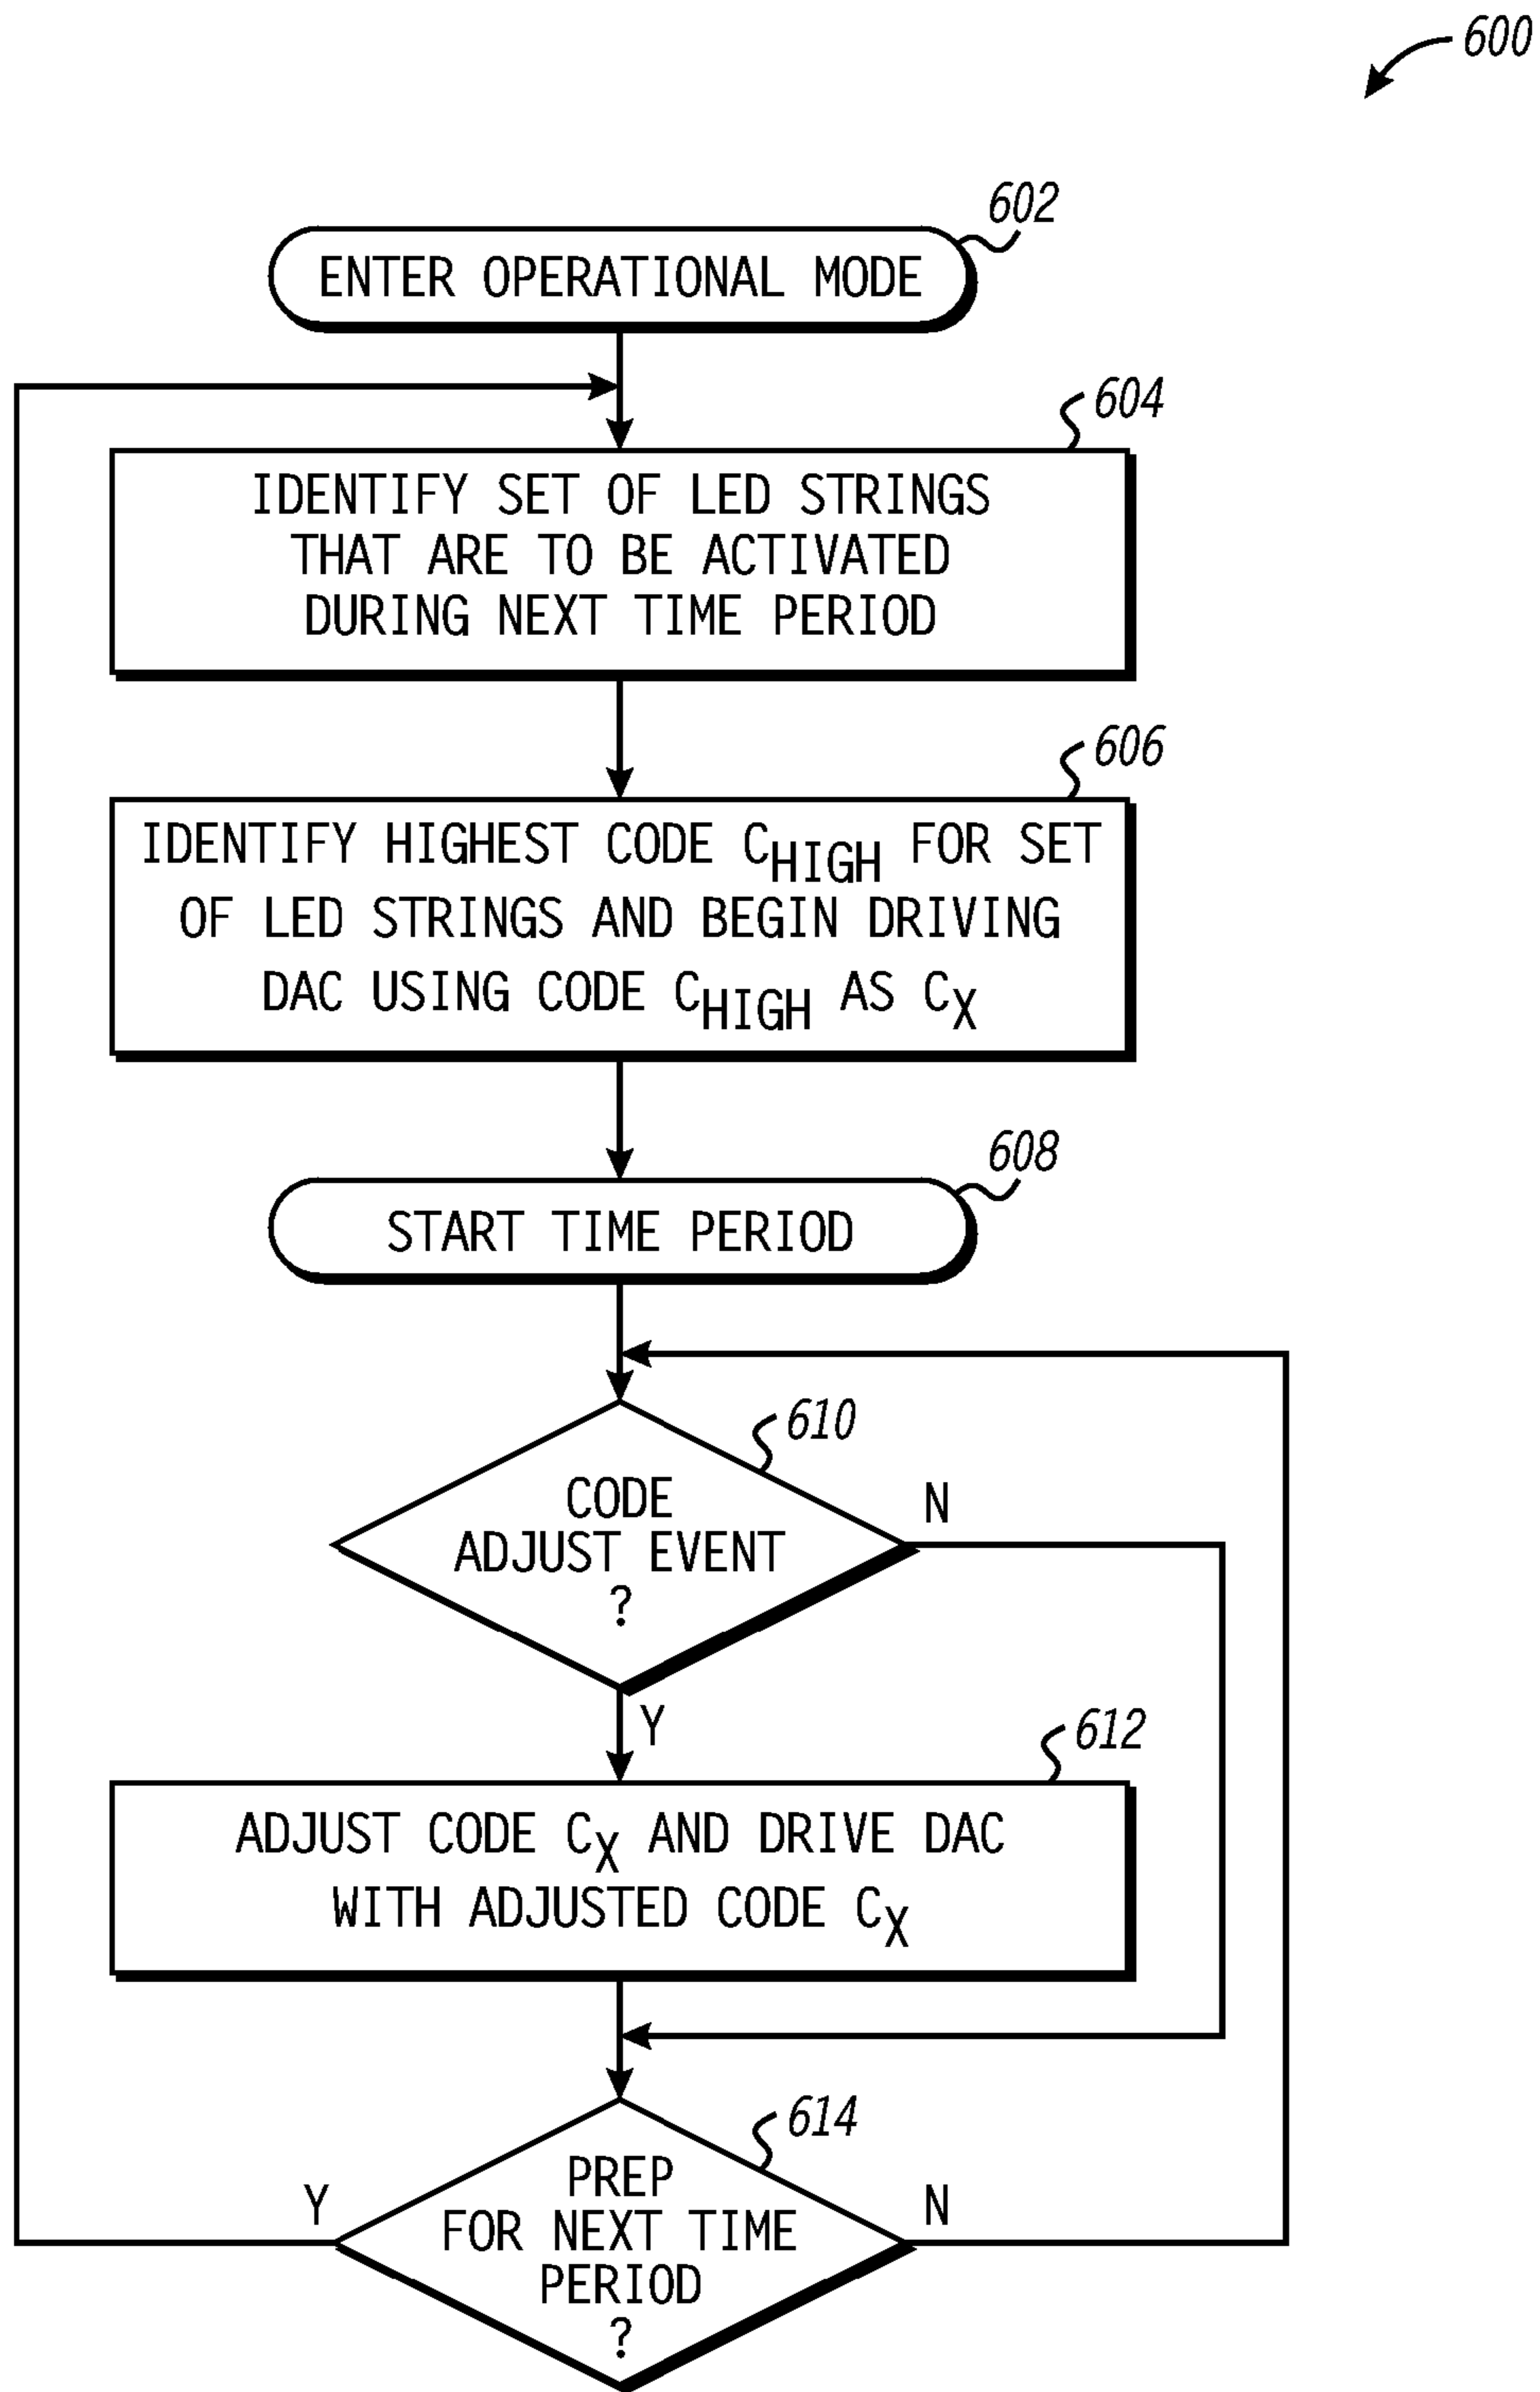 600
602
ENTER OPERATIONAL MODE
604
IDENTIFY SET OF LED STRINGS
THAT ARE TO BE ACTIVATED
DURING NEXT TIME PERIOD
606
IDENTIFY HIGHEST CODE CHIGH FOR SET
OF LED STRINGS AND BEGIN DRIVING
DAC USING CODE CHIGH AS CX
608
START TIME PERIOD
610
CODE
ADJUST EVENT
?
N
Y
612
ADJUST CODE CX AND DRIVE DAC
WITH ADJUSTED CODE CX
614
PREP
FOR NEXT TIME
PERIOD
?
Y
N